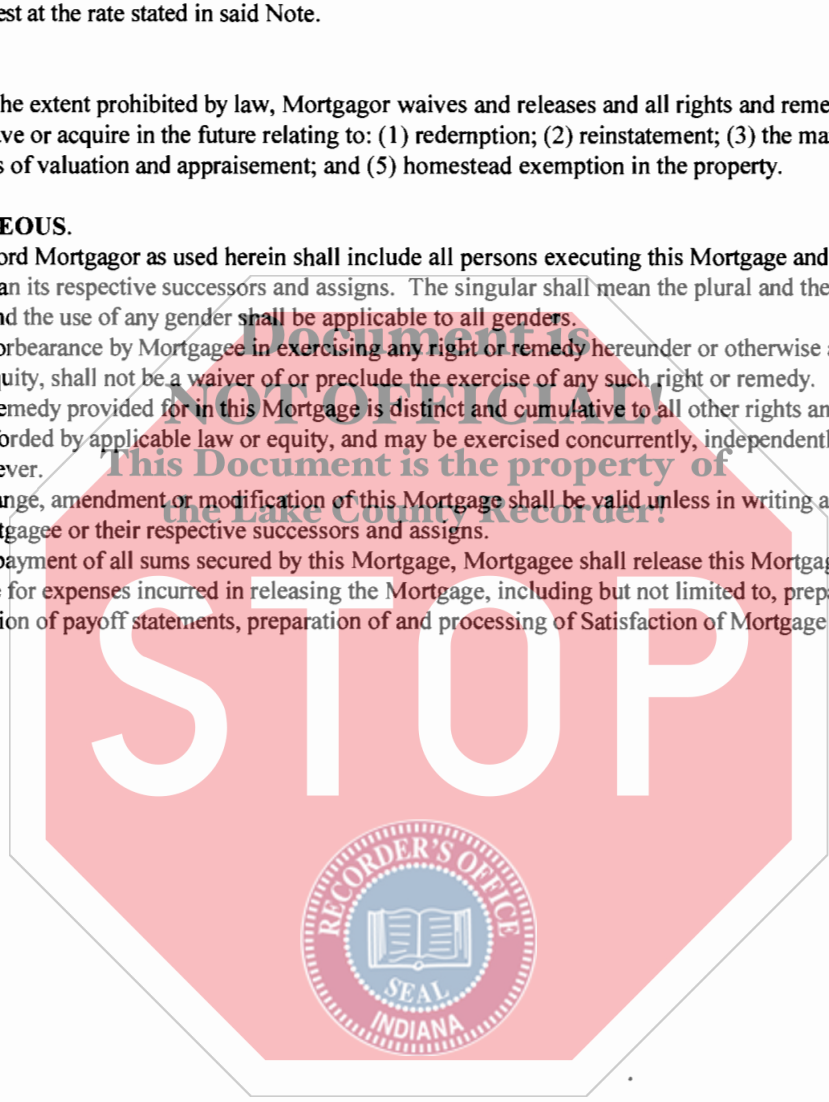 est at the rate stated in said Note.
he extent prohibited by law, Mortgagor waives and releases and all rights and reme
ve or acquire in the future relating to: (1) redemption; (2) reinstatement; (3) the ma
s of valuation and appraisement; and (5) homestead exemption in the property.
EOUS.
ord Mortgagor as used herein shall include all persons executing this Mortgage and
an its respective successors and assigns. The singular shall mean the plural and the
nd the use of any gender shall be applicable to all genders.
Document is
orbearance by Mortgagee in exercising any right or remedy hereunder or otherwise a
quity, shall not be a waiver of or preclude the exercise of any such right or remedy.
NOT OFFICIAL!
emedy provided for in this Mortgage is distinct and cumulative to all other rights an
forded by applicable law or equity, and may be exercised concurrently, independentl
ever.
This Document is the property of
ange, amendment or modification of this Mortgage shall be valid unless in writing a
the Lake County Recorder!
tgagee or their respective successors and assigns.
payment of all sums secured by this Mortgage, Mortgagee shall release this Mortgag
e for expenses incurred in releasing the Mortgage, including but not limited to, prepa
ion of payoff statements, preparation of and processing of Satisfaction of Mortgage
STOP
RECORDER'S OFFICE
SEAL
INDIANA